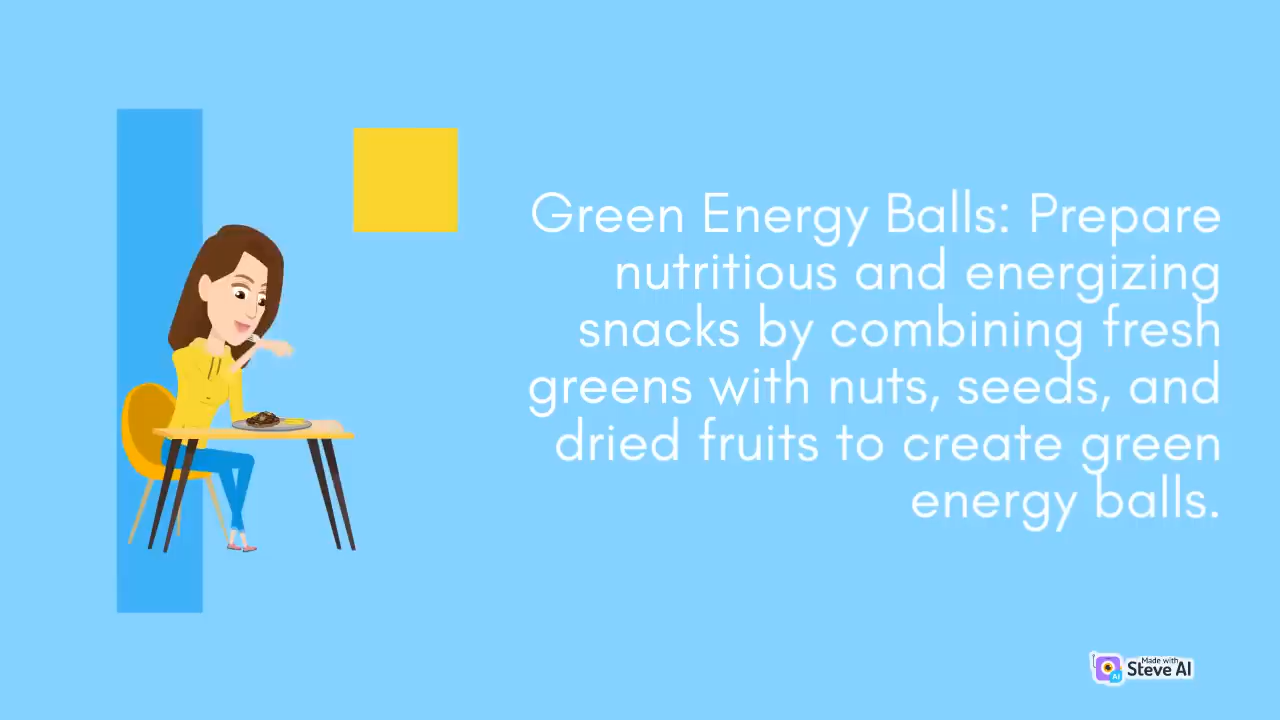 Green Energy Balls: Prepare
nutritious and energizing
snacks by combining fresh
greens with nuts, seeds, and
dried fruits to create green
energy balls.
Made with
Steve AI
AI